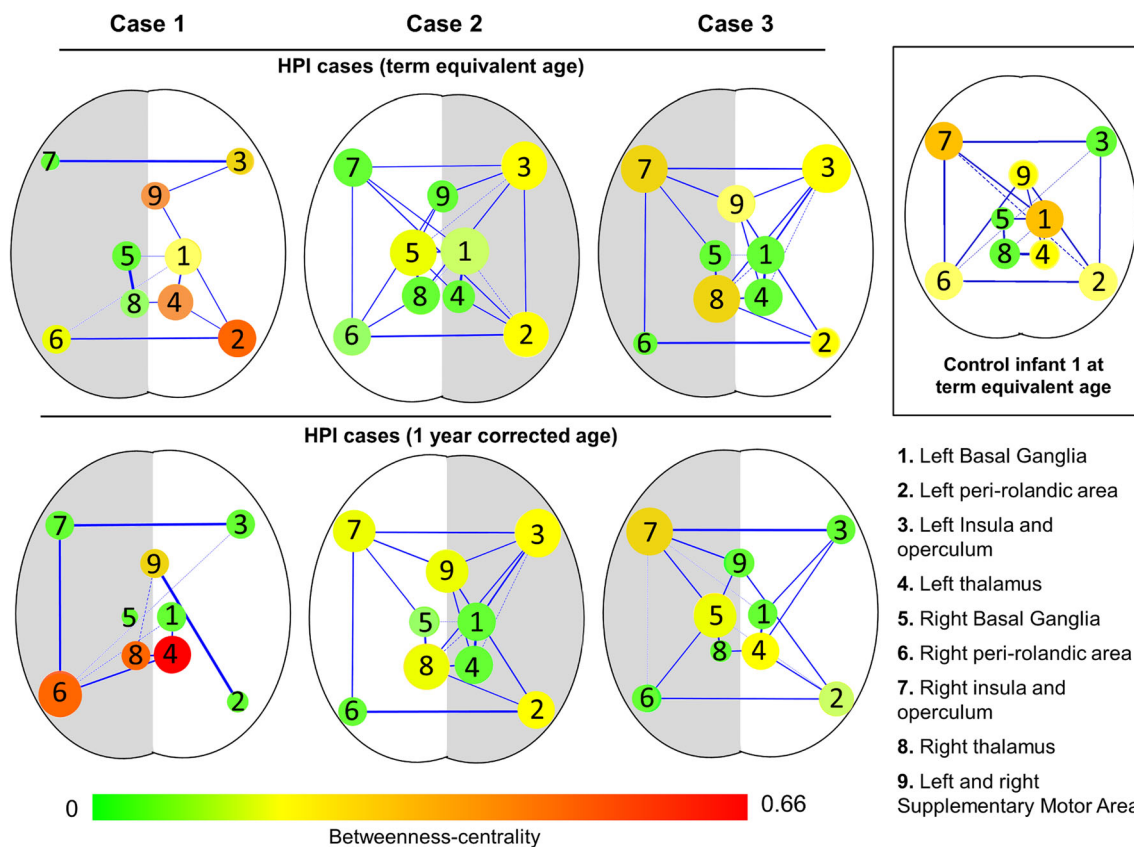 Case 1 Case 2 Case 3
HPI cases (term equivalent age)
7 3 9 5 1 8 4 6 2
7 3 9 5 1 8 4 6 2
7 3 9 5 1 8 4 6 2
7 3 9 5 1 8 4 6 2
Control infant 1 at
term equivalent age
HPI cases (1 year corrected age)
7 3 9 5 1 8 4 6 2
7 3 9 5 1 8 4 6 2
7 3 9 5 1 8 4 6 2
1. Left Basal Ganglia
2. Left peri-rolandic area
3. Left Insula and
operculum
4. Left thalamus
5. Right Basal Ganglia
6. Right peri-rolandic area
7. Right insula and
operculum
8. Right thalamus
9. Left and right
Supplementary Motor Area
0 0.66
Betweenness-centrality